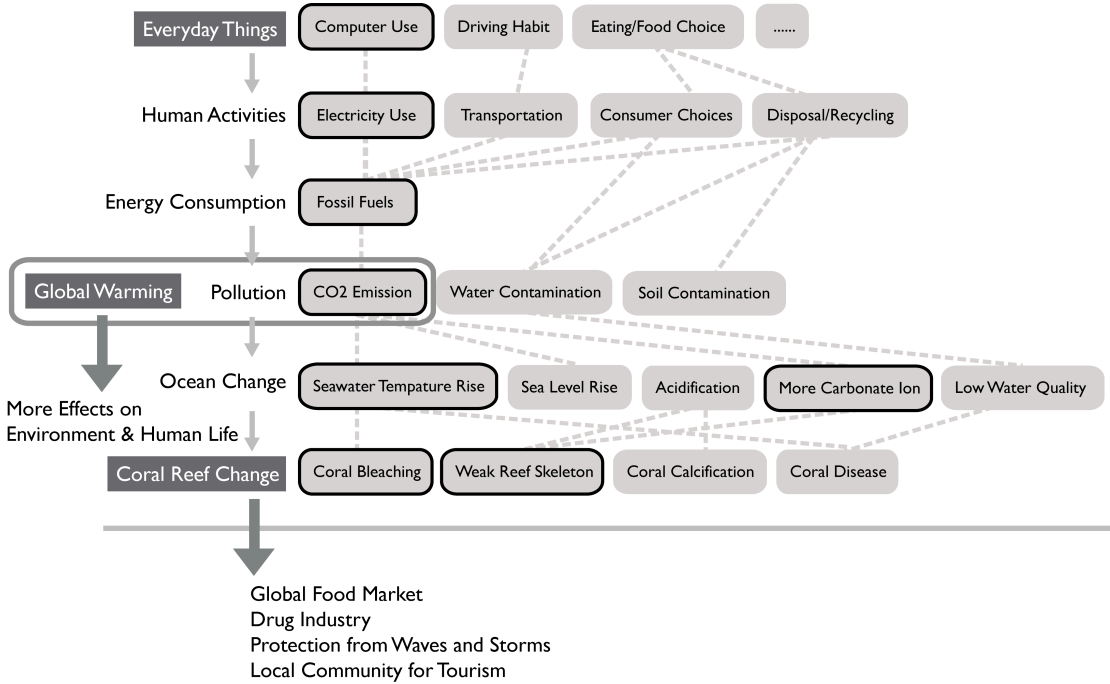 Everyday Things
Computer Use
Driving Habit
Eating/Food Choice
......
Human Activities
Electricity Use
Transportation
Consumer Choices
Disposal/Recycling
Energy Consumption
Fossil Fuels
Global Warming
Pollution
CO2 Emission
Water Contamination
Soil Contamination
Ocean Change
Seawater Tempature Rise
Sea Level Rise
Acidification
More Carbonate Ion
Low Water Quality
More Effects on
Environment & Human Life
Coral Reef Change
Coral Bleaching
Weak Reef Skeleton
Coral Calcification
Coral Disease
Global Food Market
Drug Industry
Protection from Waves and Storms
Local Community for Tourism